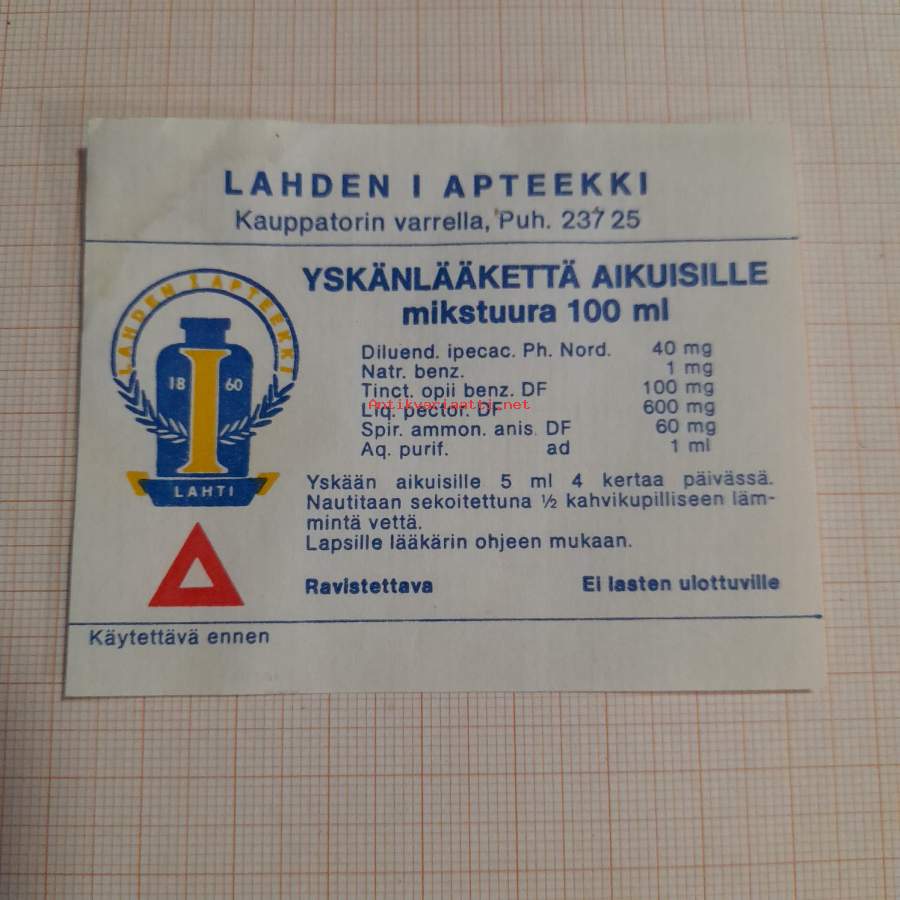 LAHDEN I APTEEKKI
Kauppatorin varrella, Puh. 237 25
LAHDEN I APTEEKKI
18 I 60
LAHTI
YSKÄNLÄÄKETTÄ AIKUISILLE
mikstuura 100 ml
Diluend. ipecac. Ph. Nord. 40 mg
Natr. benz. 1 mg
Tinct. opii benz. DF 100 mg
Antikvariaatti.net
Liq. pector. DF 600 mg
Spir. ammon. anis. DF 60 mg
Aq. purif. ad 1 ml
Yskään aikuisille 5 ml 4 kertaa päivässä.
Nautitaan sekoitettuna ½ kahvikupilliseen läm-
mintä vettä.
Lapsille lääkärin ohjeen mukaan.
Ravistettava Ei lasten ulottuville
Käytettävä ennen